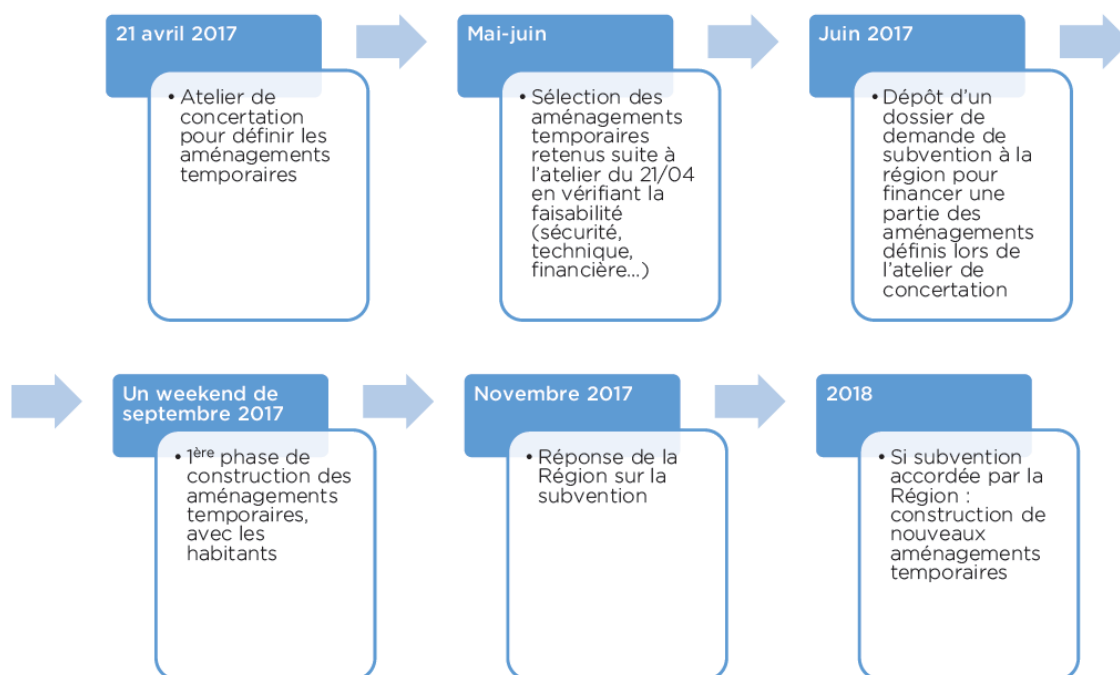 21 avril 2017
• Atelier de
concertation
pour définir les
aménagements
temporaires
Mai-juin
• Sélection des
aménagements
temporaires
retenus suite à
l’atelier du 21/04
en vérifiant la
faisabilité
(sécurité,
technique,
financière...)
Juin 2017
• Dépôt d’un
dossier de
demande de
subvention à la
région pour
financer une
partie des
aménagements
définis lors de
l’atelier de
concertation
Un weekend de
septembre 2017
• 1ère phase de
construction des
aménagements
temporaires,
avec les
habitants
Novembre 2017
• Réponse de la
Région sur la
subvention
2018
• Si subvention
accordée par la
Région :
construction de
nouveaux
aménagements
temporaires